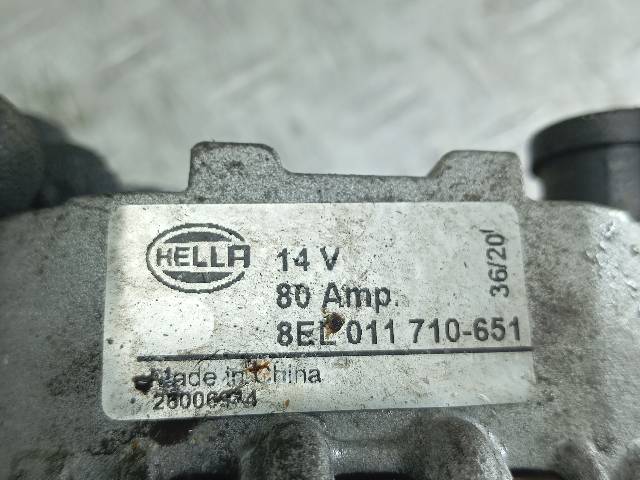 HELLA
14 V
80 Amp.
8EL 011 710-651
36/20
Made in China